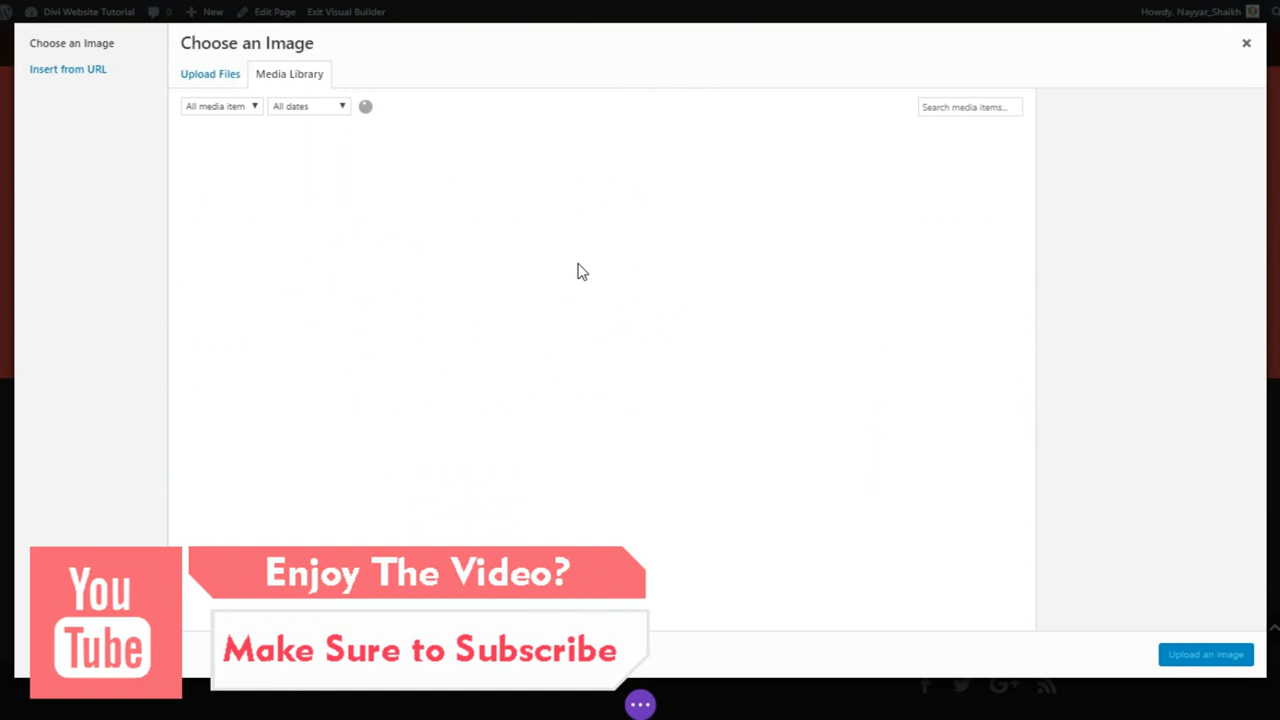 Divi Website Tutorial 0 New Edit Page Exit Visual Builder Howdy, Nayyar_Shaikh
Choose an Image
Insert from URL
Choose an Image
Upload Files Media Library
All media item All dates Search media items...
Enjoy The Video?
You
Tube
Make Sure to Subscribe
Upload an image